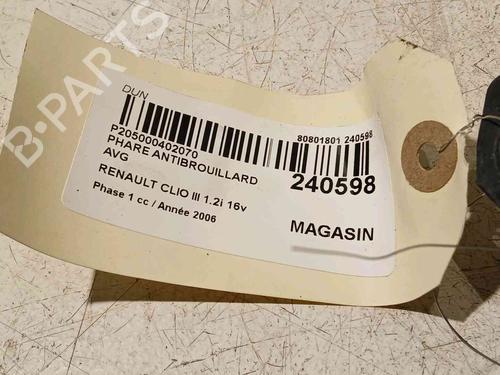 B-PARTS
DUN
P205000402070
80801801 240598
PHARE ANTIBROUILLARD
AVG
240598
RENAULT CLIO III 1.2i 16v
Phase 1 cc / Année 2006
MAGASIN